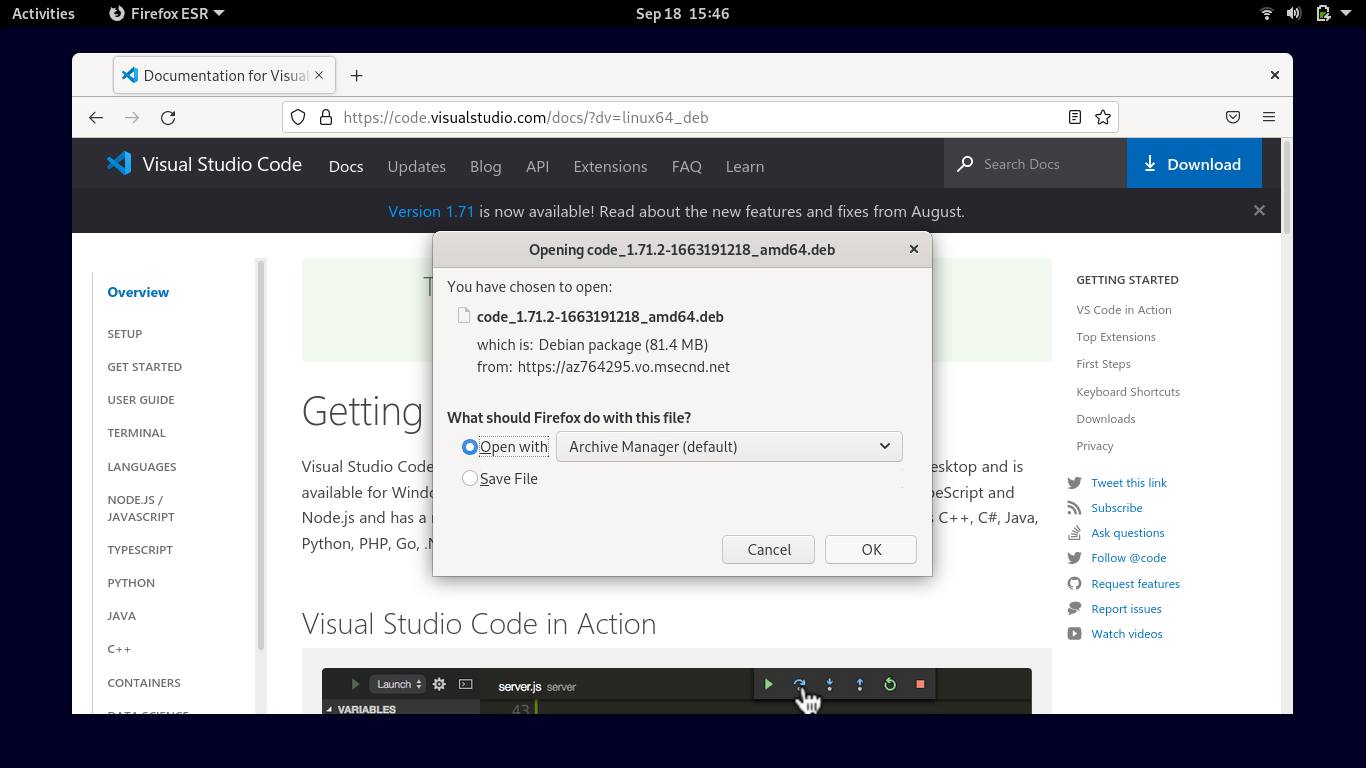 Activities
Firefox ESR
Sep 18 15:46
Documentation for Visual
https://code.visualstudio.com/docs/?dv=linux64_deb
Visual Studio Code
Docs
Updates
Blog
API
Extensions
FAQ
Learn
Search Docs
Download
Version 1.71 is now available! Read about the new features and fixes from August.
Overview
SETUP
GET STARTED
USER GUIDE
TERMINAL
LANGUAGES
NODE.JS /
JAVASCRIPT
TYPESCRIPT
PYTHON
JAVA
C++
CONTAINERS
DATA SCIENCE
Opening code_1.71.2-1663191218_amd64.deb
You have chosen to open:
code_1.71.2-1663191218_amd64.deb
which is: Debian package (81.4 MB)
from: https://az764295.vo.msecnd.net
What should Firefox do with this file?
Open with
Archive Manager (default)
Save File
Cancel
OK
Getting
Visual Studio Code
esktop and is
available for Wind
peScript and
Node.js and has a
C++, C#, Java,
Python, PHP, Go, .N
Visual Studio Code in Action
Launch
server.js server
VARIABLES
43
GETTING STARTED
VS Code in Action
Top Extensions
First Steps
Keyboard Shortcuts
Downloads
Privacy
Tweet this link
Subscribe
Ask questions
Follow @code
Request features
Report issues
Watch videos